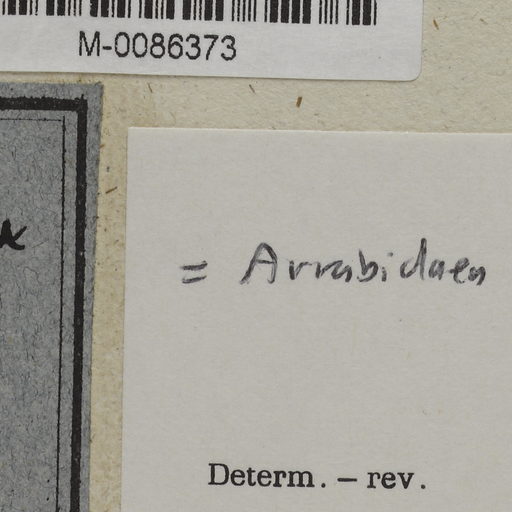 M-0086373
= Arrabidaea
Determ. – rev.